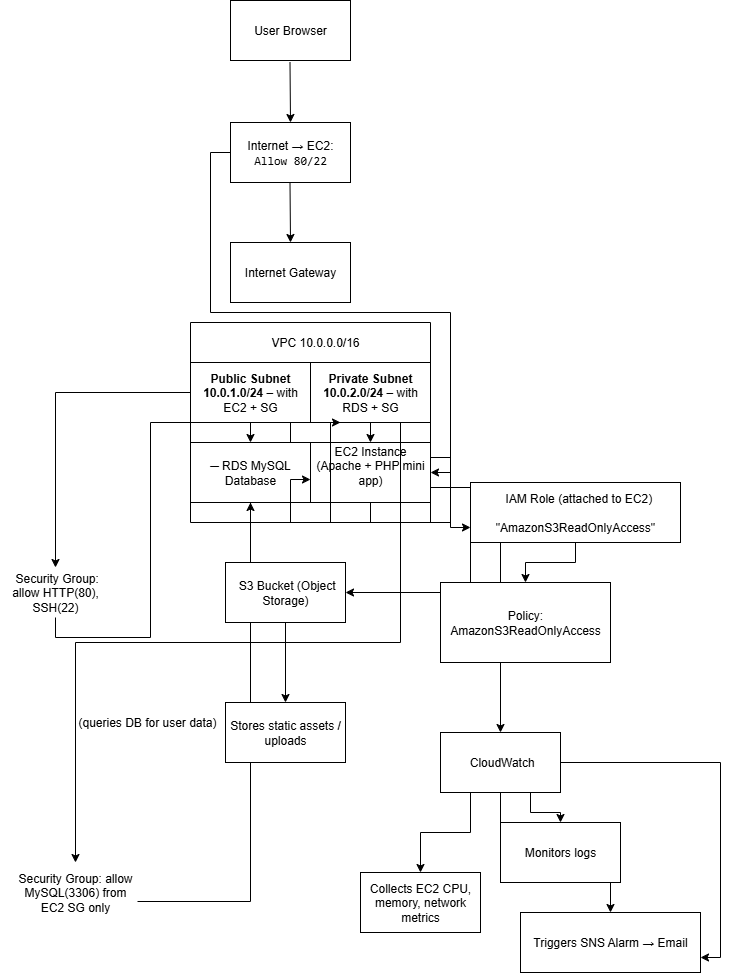 User Browser
Internet → EC2:
Allow 80/22
Internet Gateway
VPC 10.0.0.0/16
Public Subnet
10.0.1.0/24 – with
EC2 + SG
Private Subnet
10.0.2.0/24 – with
RDS + SG
— RDS MySQL
Database
EC2 Instance
(Apache + PHP mini
app)
IAM Role (attached to EC2)
"AmazonS3ReadOnlyAccess"
Security Group:
allow HTTP(80),
SSH(22)
S3 Bucket (Object
Storage)
Policy:
AmazonS3ReadOnlyAccess
(queries DB for user data)
Stores static assets /
uploads
CloudWatch
Monitors logs
Security Group: allow
MySQL(3306) from
EC2 SG only
Collects EC2 CPU,
memory, network
metrics
Triggers SNS Alarm → Email